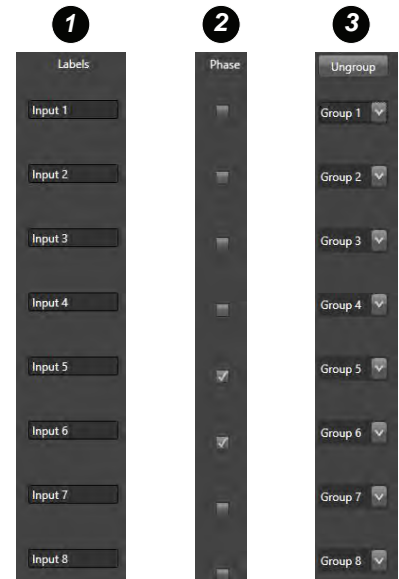 1 2 3
Labels Phase Ungroup
Input 1 Group 1
Input 2 Group 2
Input 3 Group 3
Input 4 Group 4
Input 5 Group 5
Input 6 Group 6
Input 7 Group 7
Input 8 Group 8